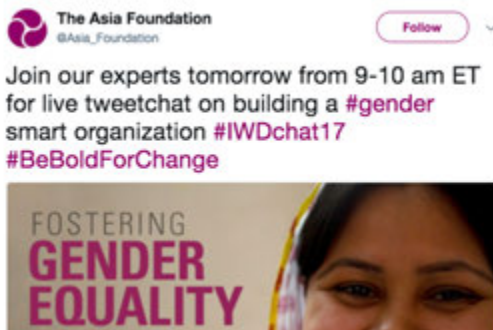 The Asia Foundation
@Asia_Foundation
Follow
Join our experts tomorrow from 9-10 am ET
for live tweetchat on building a #gender
smart organization #IWDchat17
#BeBoldForChange
FOSTERING
GENDER
EQUALITY